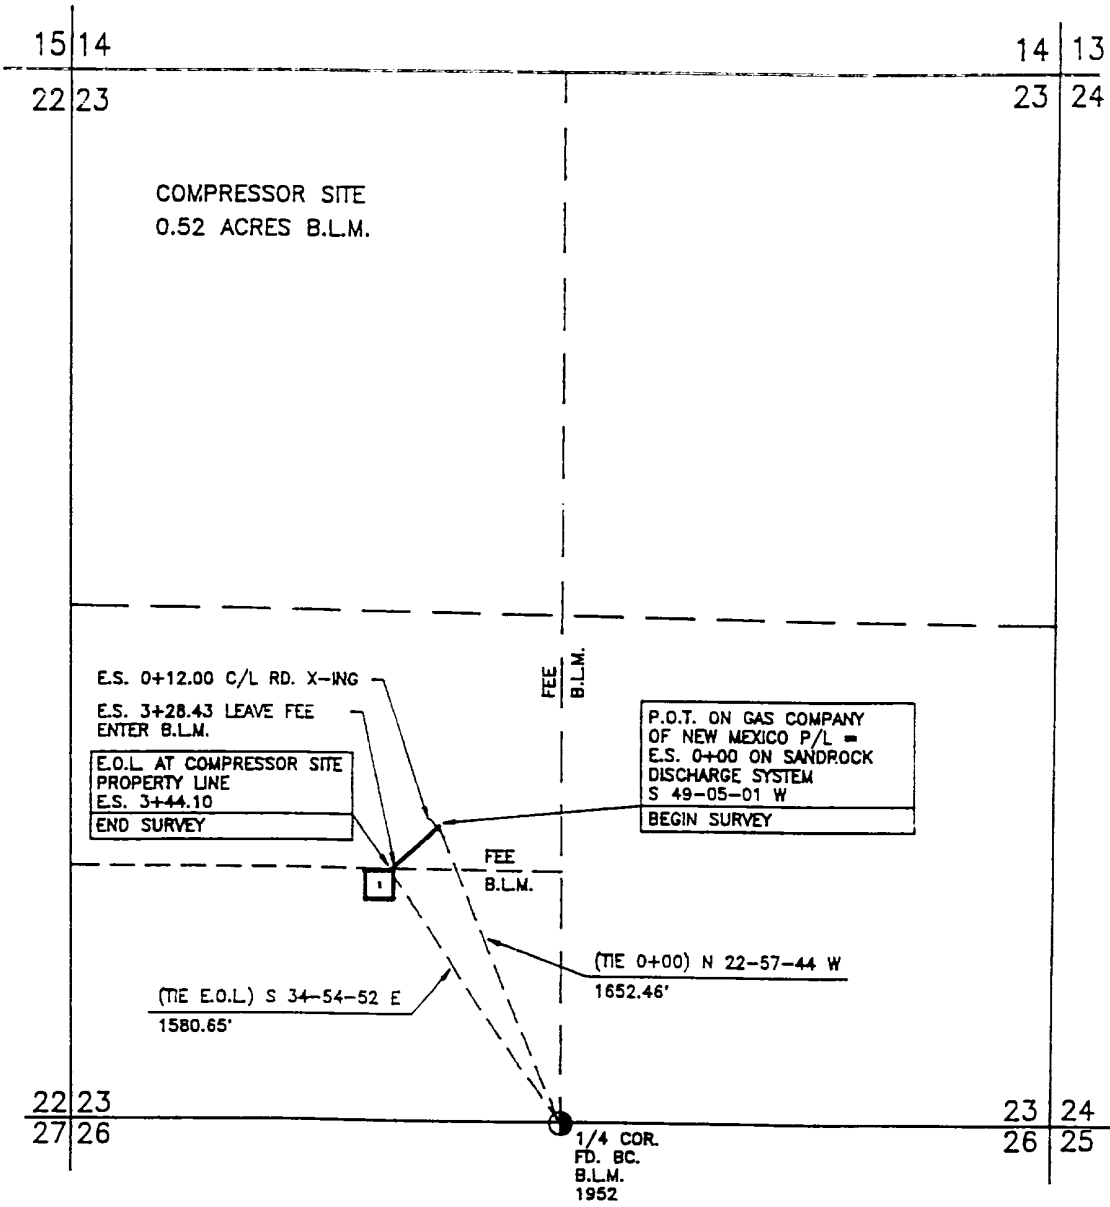 15 14
14 13
22 23
23 24
COMPRESSOR SITE
0.52 ACRES B.L.M.
FEE
B.L.M.
E.S. 0+12.00 C/L RD. X-ING
E.S. 3+28.43 LEAVE FEE
ENTER B.L.M.
E.O.L. AT COMPRESSOR SITE
PROPERTY LINE
E.S. 3+44.10
END SURVEY
P.O.T. ON GAS COMPANY
OF NEW MEXICO P/L =
E.S. 0+00 ON SANDROCK
DISCHARGE SYSTEM
S 49-05-01 W
BEGIN SURVEY
FEE
B.L.M.
1
(TIE 0+00) N 22-57-44 W
1652.46'
(TIE E.O.L.) S 34-54-52 E
1580.65'
22 23
23 24
27 26
26 25
1/4 COR.
FD. BC.
B.L.M.
1952